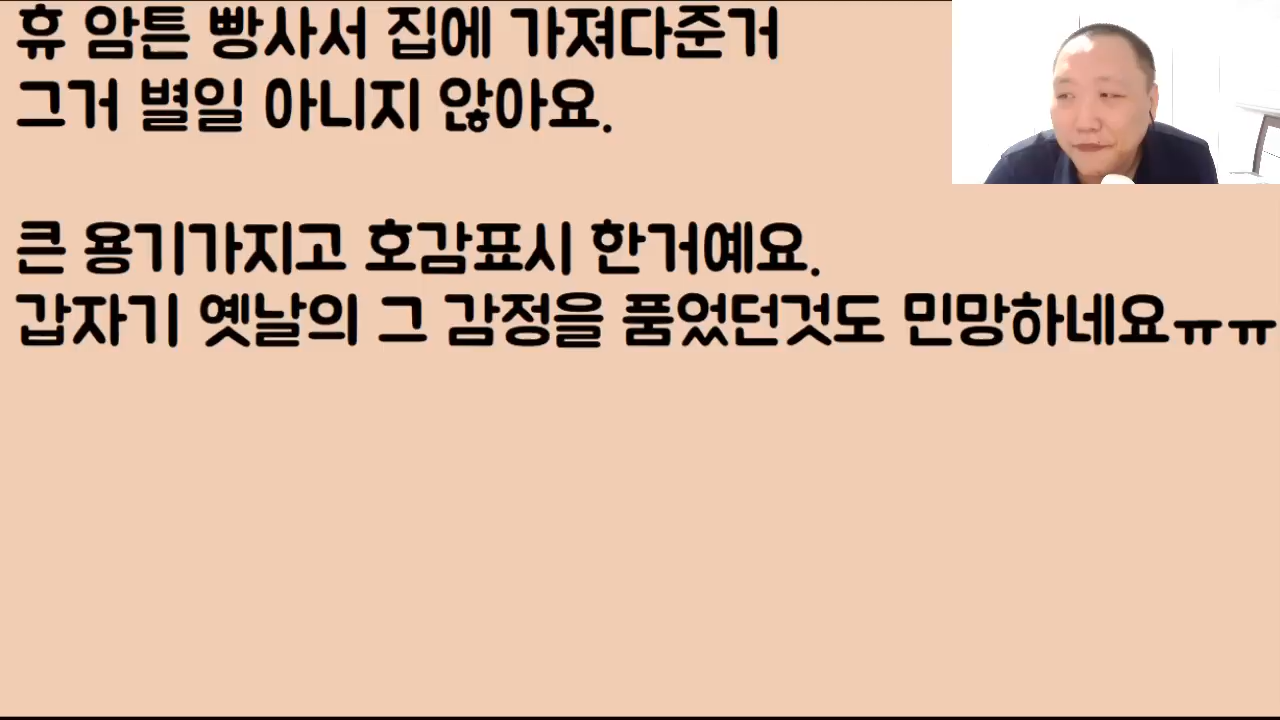 휴 암튼 빵사서 집에 가져다준거
그거 별일 아니지 않아요.
큰 용기가지고 호감표시 한거예요.
갑자기 옛날의 그 감정을 품었던것도 민망하네요ㅠㅠ